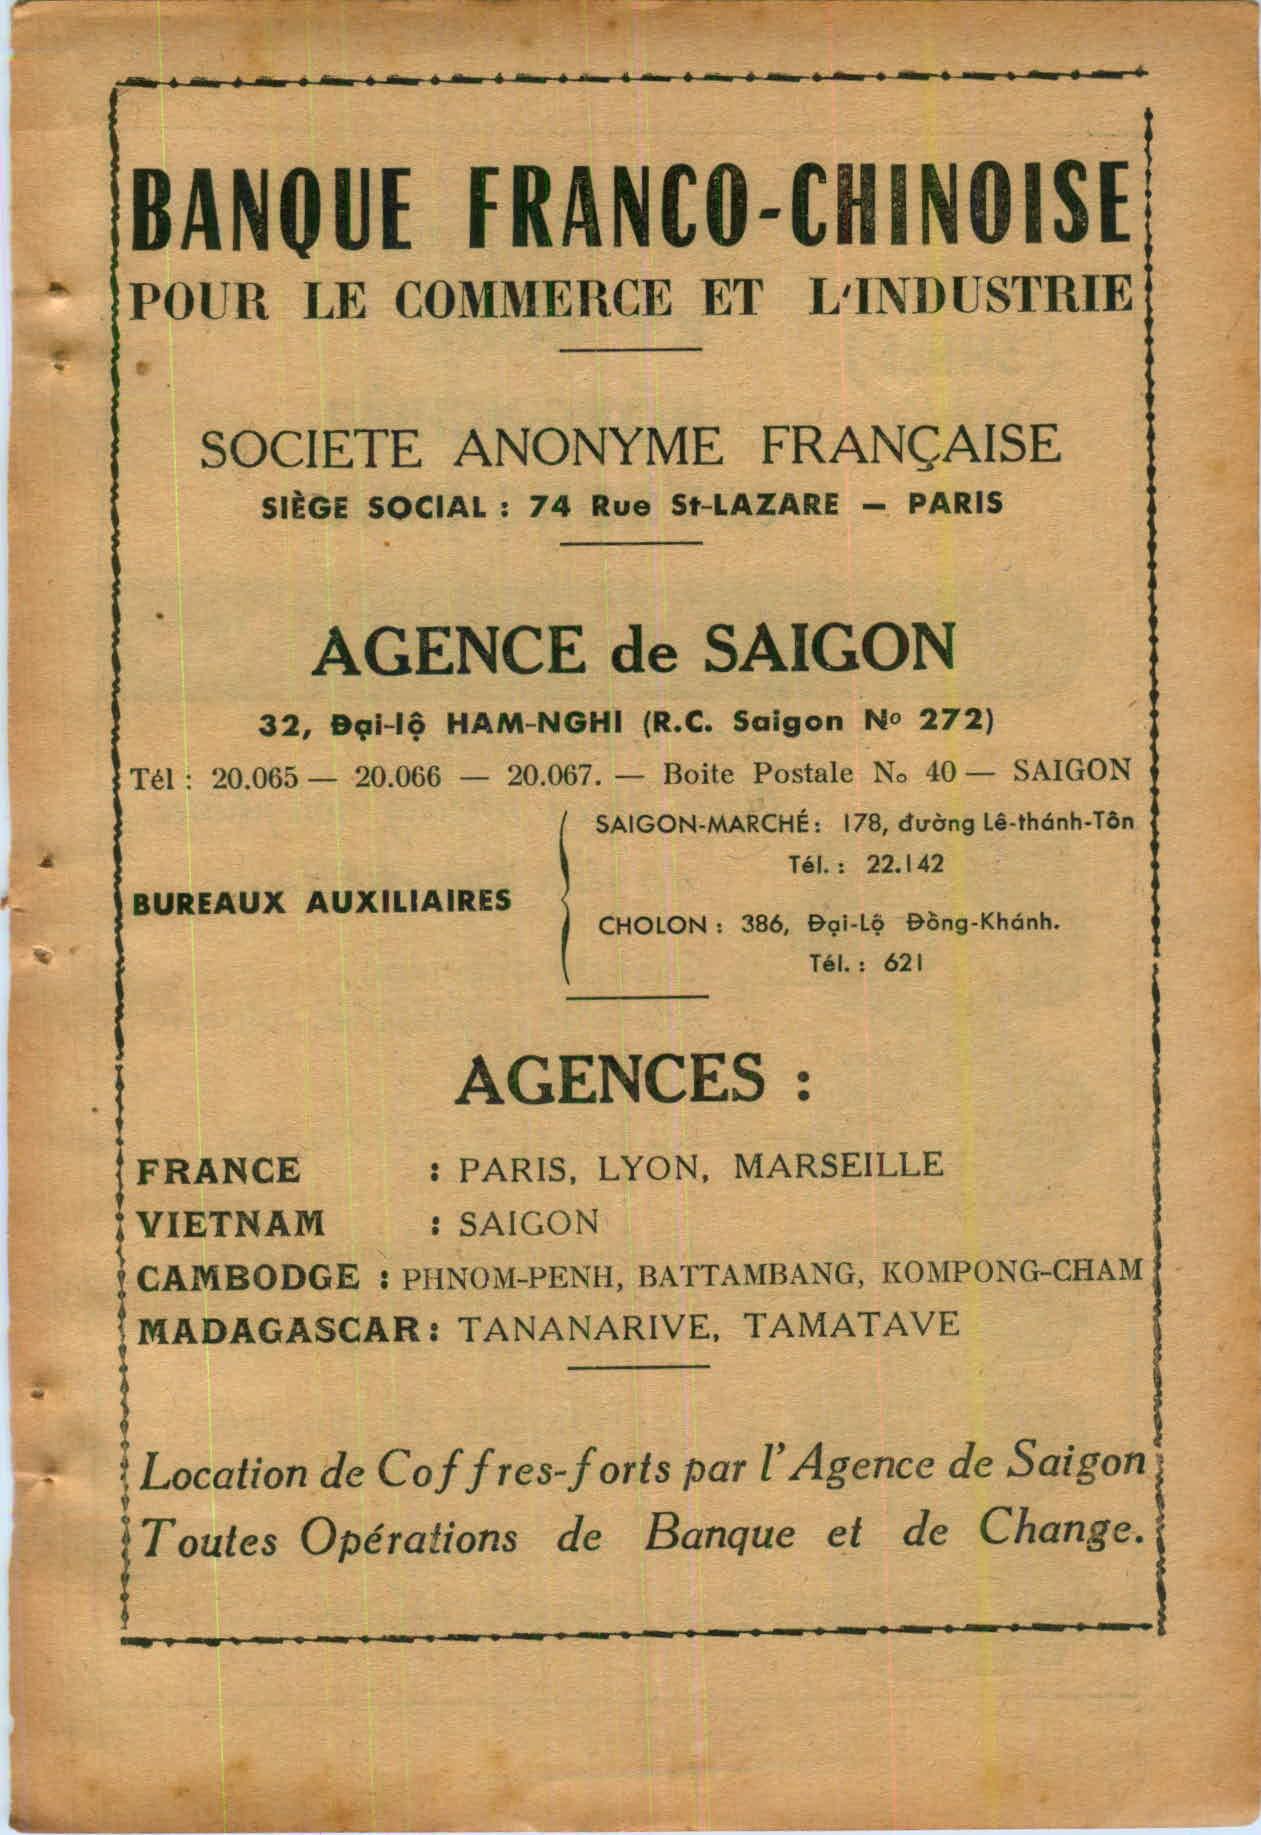 BANQUE FRANCO-CHINOISE
POUR LE COMMERCE ET L'INDUSTRIE
SOCIETE ANONYME FRANÇAISE
SIÈGE SOCIAL : 74 Rue St-LAZARE — PARIS
AGENCE de SAIGON
32, Đại-lộ HAM-NGHI (R.C. Saigon Nº 272)
Tél : 20.065 — 20.066 — 20.067. — Boite Postale No 40 — SAIGON
BUREAUX AUXILIAIRES
SAIGON-MARCHÉ : 178, đường Lê-thánh-Tôn
Tél. : 22.142
CHOLON : 386, Đại-Lộ Đồng-Khánh.
Tél. : 621
AGENCES :
FRANCE : PARIS, LYON, MARSEILLE
VIETNAM : SAIGON
CAMBODGE : PHNOM-PENH, BATTAMBANG, KOMPONG-CHAM
MADAGASCAR : TANANARIVE, TAMATAVE
Location de Coffres-forts par l'Agence de Saigon
Toutes Opérations de Banque et de Change.